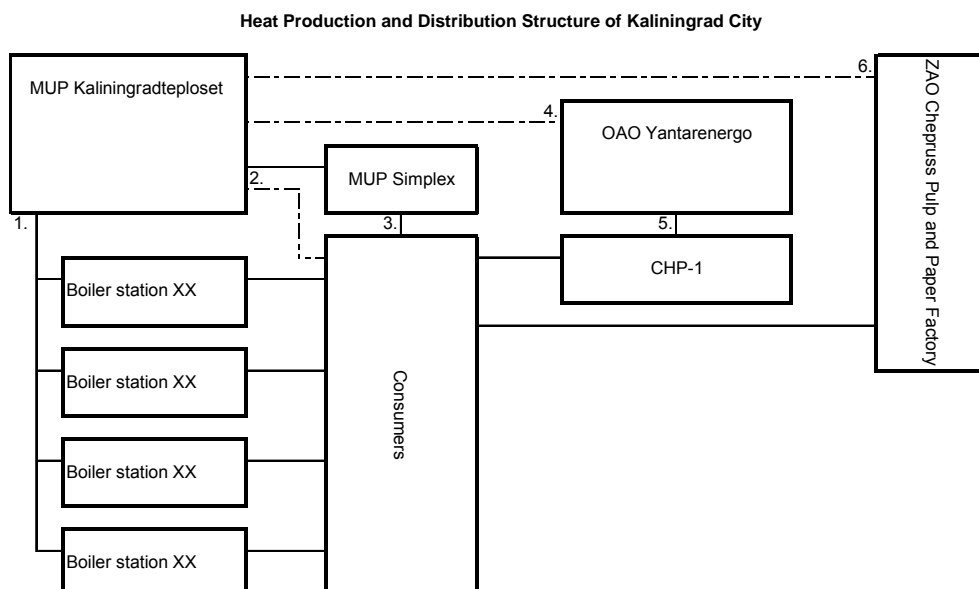 Heat Production and Distribution Structure of Kaliningrad City
MUP Kaliningradteploset
6.
ZAO Chepruss Pulp and Paper Factory
4.
OAO Yantarenergo
2.
MUP Simplex
1.
3.
5.
CHP-1
Boiler station XX
Boiler station XX
Consumers
Boiler station XX
Boiler station XX